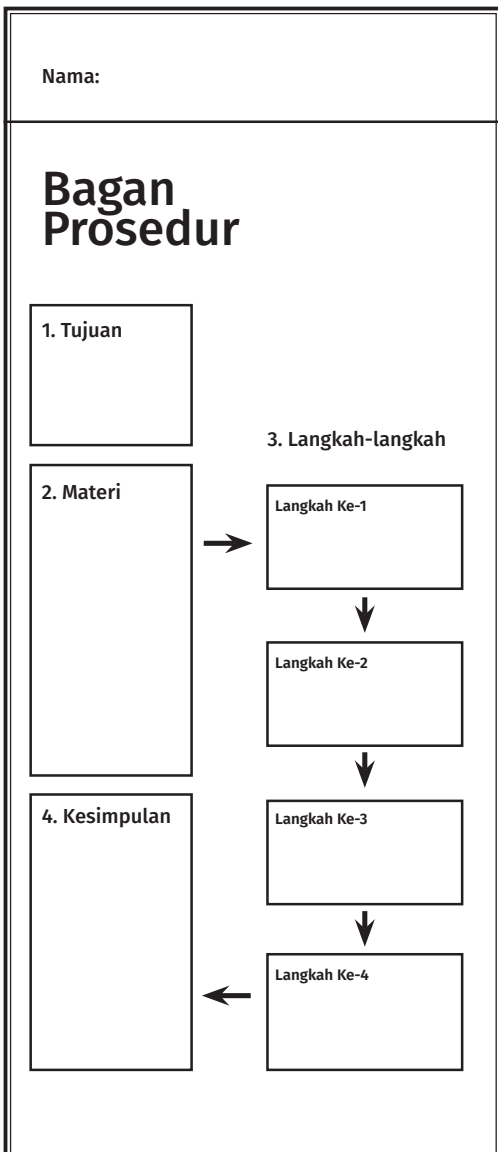 Nama:
Bagan
Prosedur
1. Tujuan
2. Materi
3. Langkah-langkah
Langkah Ke-1
Langkah Ke-2
Langkah Ke-3
Langkah Ke-4
4. Kesimpulan